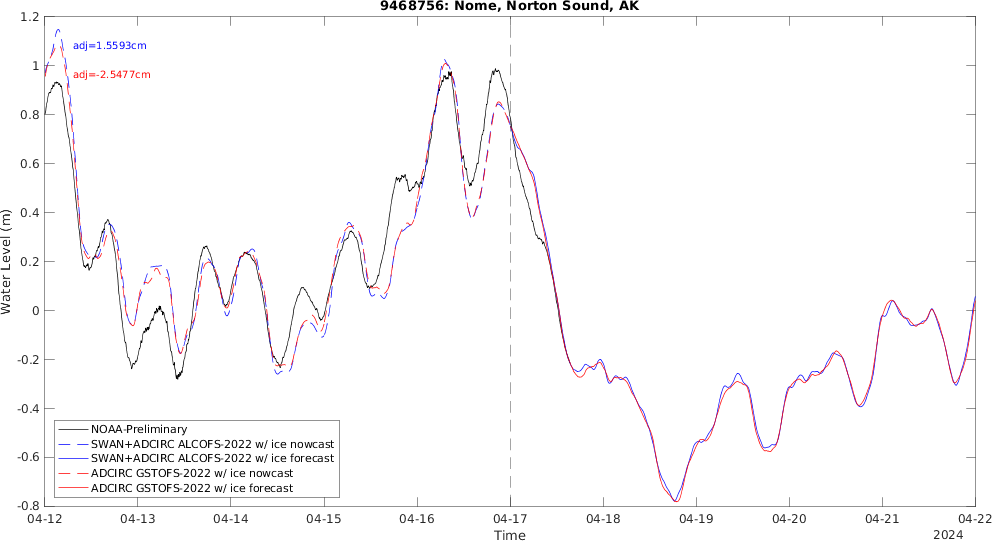 9468756: Nome, Norton Sound, AK
1.2
1
0.8
0.6
0.4
0.2
0
-0.2
-0.4
-0.6
-0.8
Water Level (m)
adj=1.5593cm
adj=-2.5477cm
NOAA-Preliminary
SWAN+ADCIRC ALCOFS-2022 w/ ice nowcast
SWAN+ADCIRC ALCOFS-2022 w/ ice forecast
ADCIRC GSTOFS-2022 w/ ice nowcast
ADCIRC GSTOFS-2022 w/ ice forecast
04-12 04-13 04-14 04-15 04-16 04-17 04-18 04-19 04-20 04-21 04-22
Time
2024